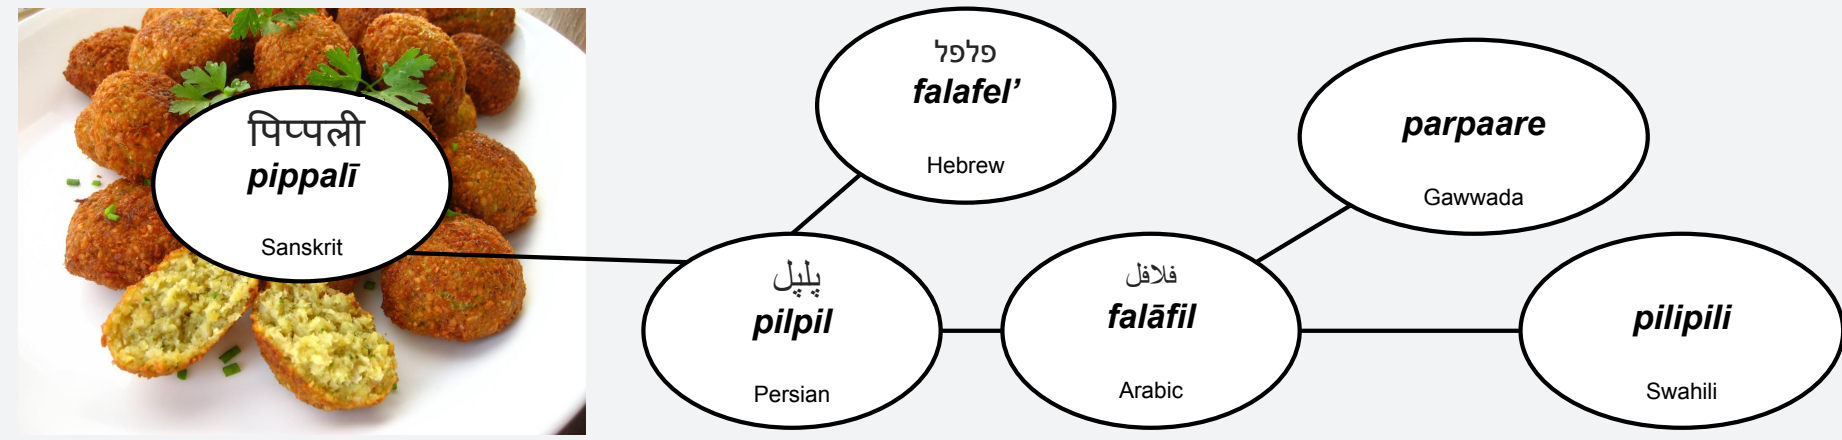 पिप्पली
pippalī
Sanskrit
پلپل
pilpil
Persian
פלפל
falafel’
Hebrew
فلافل
falāfil
Arabic
parpaare
Gawwada
pilipili
Swahili